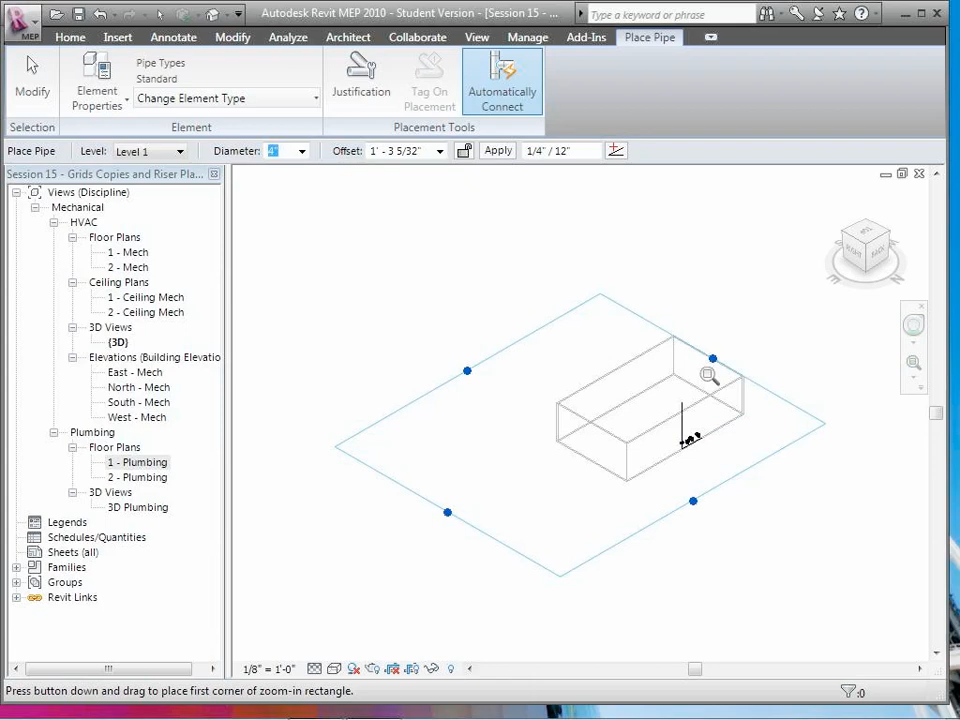 Autodesk Revit MEP 2010 - Student Version - [Session 15 - ...
Type a keyword or phrase
MEP
Home Insert Annotate Modify Analyze Architect Collaborate View Manage Add-Ins Place Pipe
Modify
Element
Properties
Pipe Types
Standard
Change Element Type
Justification
Tag On
Placement
Automatically
Connect
Selection Element Placement Tools
Place Pipe Level: Level 1 Diameter: 4" Offset: 1' - 3 5/32" Apply 1/4" / 12"
Session 15 - Grids Copies and Riser Pla...
Views (Discipline)
Mechanical
HVAC
Floor Plans
1 - Mech
2 - Mech
Ceiling Plans
1 - Ceiling Mech
2 - Ceiling Mech
3D Views
{3D}
Elevations (Building Elevatio
East - Mech
North - Mech
South - Mech
West - Mech
Plumbing
Floor Plans
1 - Plumbing
2 - Plumbing
3D Views
3D Plumbing
Legends
Schedules/Quantities
Sheets (all)
Families
Groups
Revit Links
1/8" = 1'-0"
Press button down and drag to place first corner of zoom-in rectangle.
:0